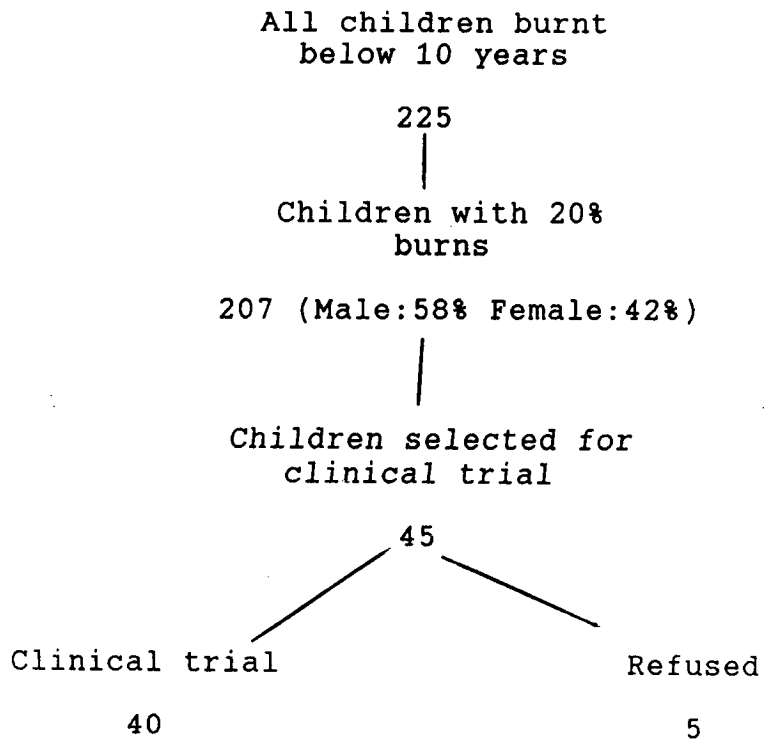 All children burnt
below 10 years
225
Children with 20%
burns
207 (Male:58% Female:42%)
Children selected for
clinical trial
45
Clinical trial
Refused
40
5